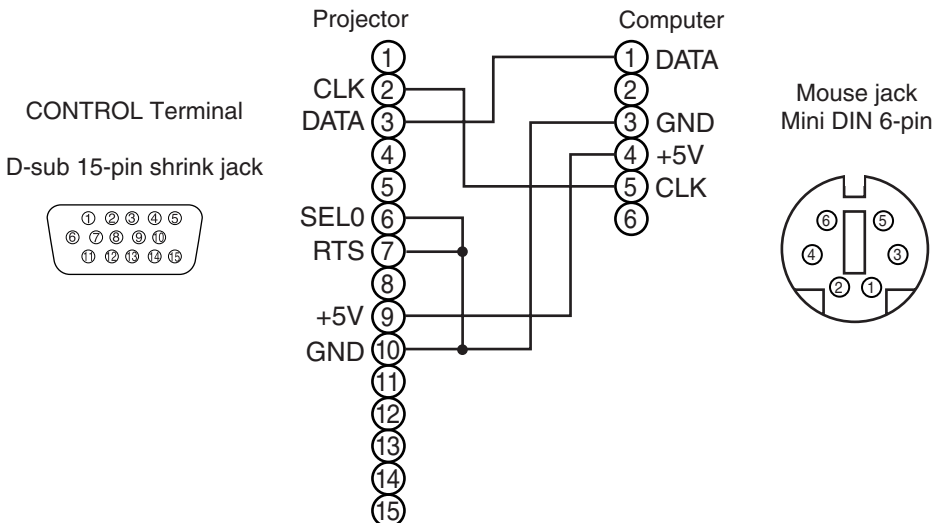 Projector
Computer
CONTROL Terminal
D-sub 15-pin shrink jack
① ② ③ ④ ⑤
⑥ ⑦ ⑧ ⑨ ⑩
⑪ ⑫ ⑬ ⑭ ⑮
①
CLK ②
DATA ③
④
⑤
SEL0 ⑥
RTS ⑦
⑧
+5V ⑨
GND ⑩
⑪
⑫
⑬
⑭
⑮
① DATA
②
③ GND
④ +5V
⑤ CLK
⑥
Mouse jack
Mini DIN 6-pin
⑥ ⑤
④ ③
② ①